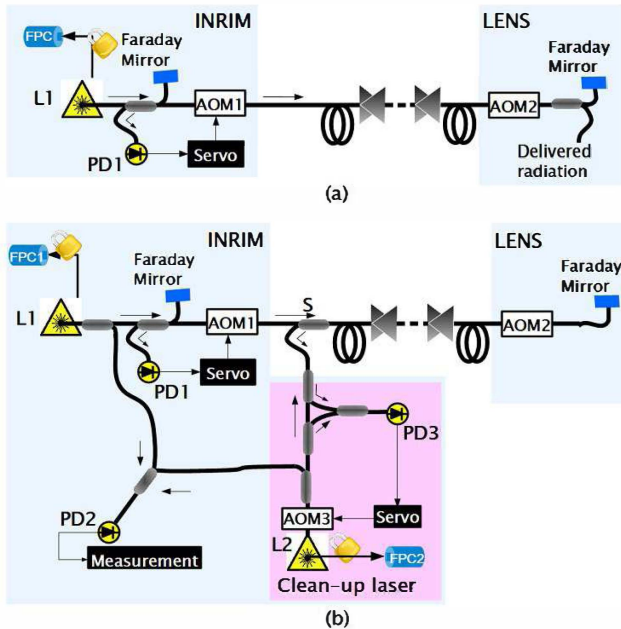 INRIM
LENS
FPC
Faraday
Mirror
Faraday
Mirror
L1
AOM1
AOM2
PD1
Servo
Delivered
radiation
(a)
INRIM
LENS
FPC1
Faraday
Mirror
Faraday
Mirror
L1
AOM1
S
AOM2
PD1
Servo
PD3
PD2
AOM3
Servo
L2
Measurement
FPC2
Clean-up laser
(b)